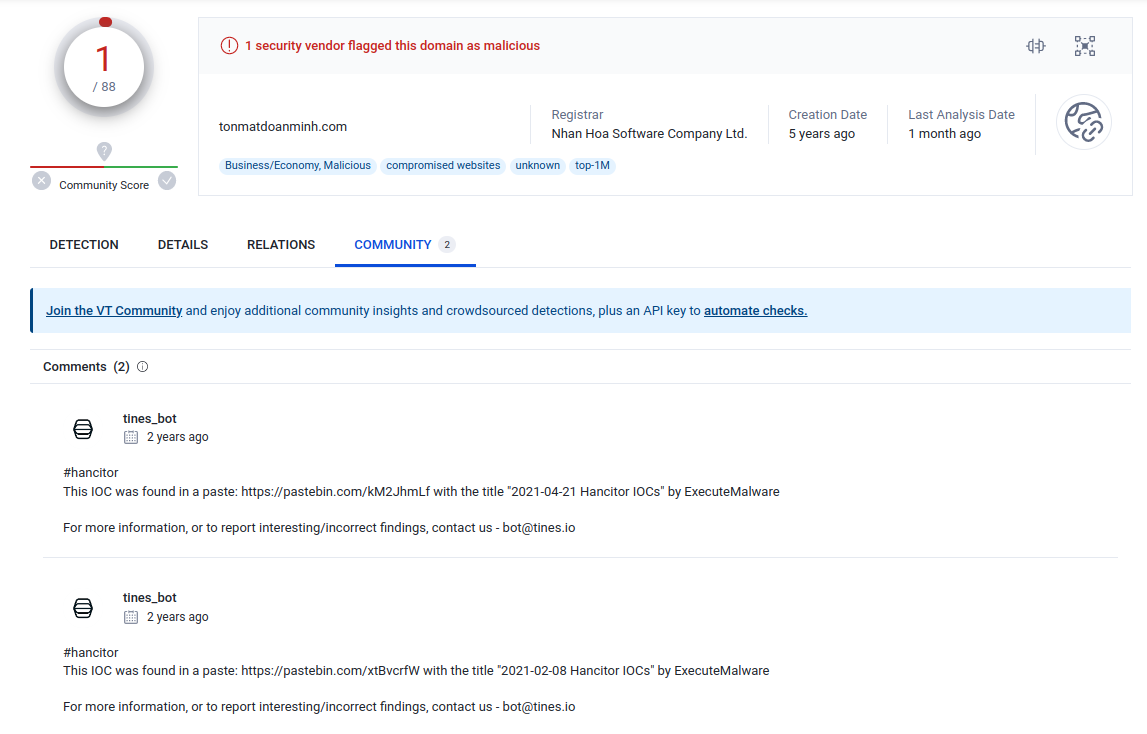 1
/ 88
?
Community Score
1 security vendor flagged this domain as malicious
tonmatdoanminh.com
Registrar
Nhan Hoa Software Company Ltd.
Creation Date
5 years ago
Last Analysis Date
1 month ago
Business/Economy, Malicious
compromised websites
unknown
top-1M
DETECTION
DETAILS
RELATIONS
COMMUNITY 2
Join the VT Community and enjoy additional community insights and crowdsourced detections, plus an API key to automate checks.
Comments (2)
tines_bot
2 years ago
#hancitor
This IOC was found in a paste: https://pastebin.com/kM2JhmLf with the title "2021-04-21 Hancitor IOCs" by ExecuteMalware
For more information, or to report interesting/incorrect findings, contact us - bot@tines.io
tines_bot
2 years ago
#hancitor
This IOC was found in a paste: https://pastebin.com/xtBvcrfW with the title "2021-02-08 Hancitor IOCs" by ExecuteMalware
For more information, or to report interesting/incorrect findings, contact us - bot@tines.io